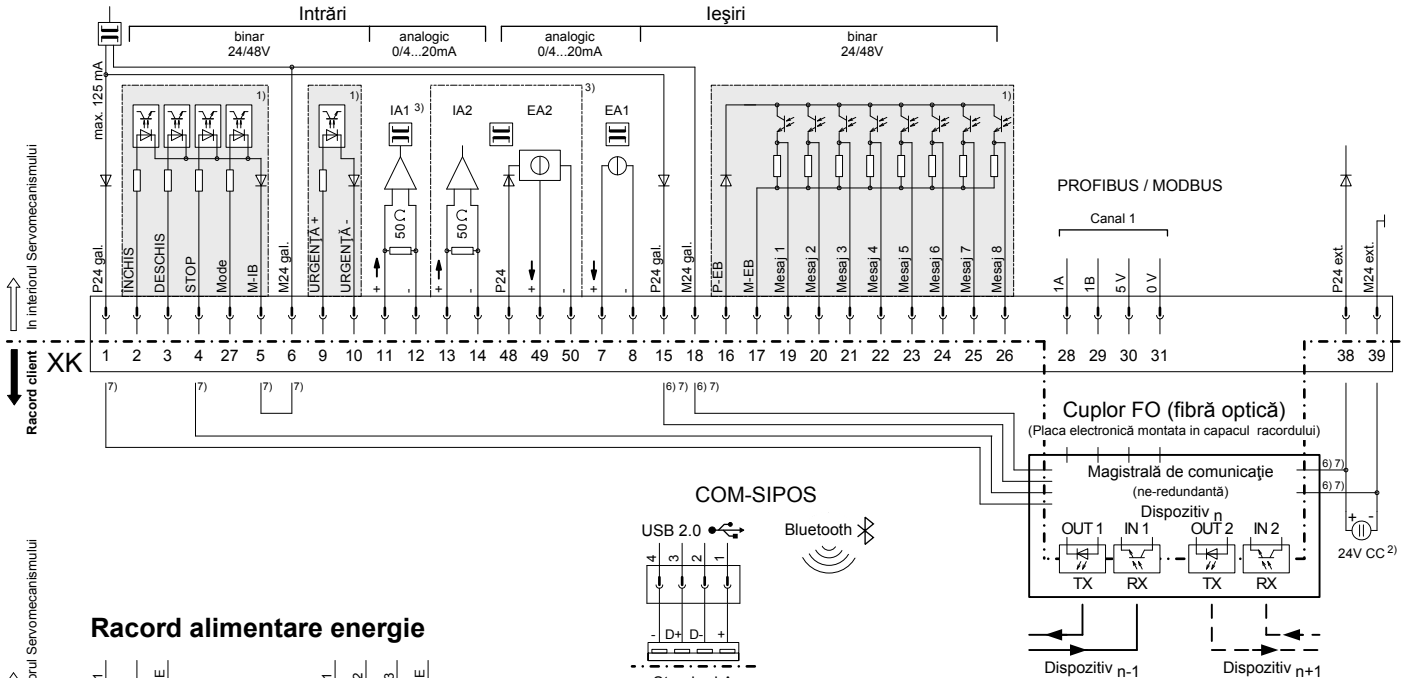 Intrări
Ieşiri
binar
24/48V
analogic
0/4...20mA
analogic
0/4...20mA
binar
24/48V
max. 125 mA
1)
1)
IA1 3)
IA2
EA2
3)
EA1
1)
50 Ω
50 Ω
PROFIBUS / MODBUS
Canal 1
In interiorul Servomecanismului
P24 gal.
ÎNCHIS
DESCHIS
STOP
Mode
M-IB
M24 gal.
URGENȚĂ +
URGENȚĂ -
+
-
+
-
P24
+
-
+
-
P24 gal.
M24 gal.
P-EB
M-EB
Mesaj 1
Mesaj 2
Mesaj 3
Mesaj 4
Mesaj 5
Mesaj 6
Mesaj 7
Mesaj 8
1A
1B
5 V
0 V
P24 ext.
M24 ext.
Racord client
XK
1 2 3 4 27 5 6 9 10 11 12 13 14 48 49 50 7 8 15 18 16 17 19 20 21 22 23 24 25 26 28 29 30 31 38 39
7) 7) 7) 7) 6) 7) 6) 7)
Cuplor FO (fibră optică)
(Placa electronică montata in capacul racordului)
Magistrală de comunicaţie
(ne-redundantă)
Dispozitiv n
6) 7)
6) 7)
OUT 1 IN 1 OUT 2 IN 2
TX RX TX RX
+ -
24V CC 2)
Dispozitiv n-1
Dispozitiv n+1
COM-SIPOS
USB 2.0
Bluetooth
4 3 2 1
- D+ D- +
Racord alimentare energie